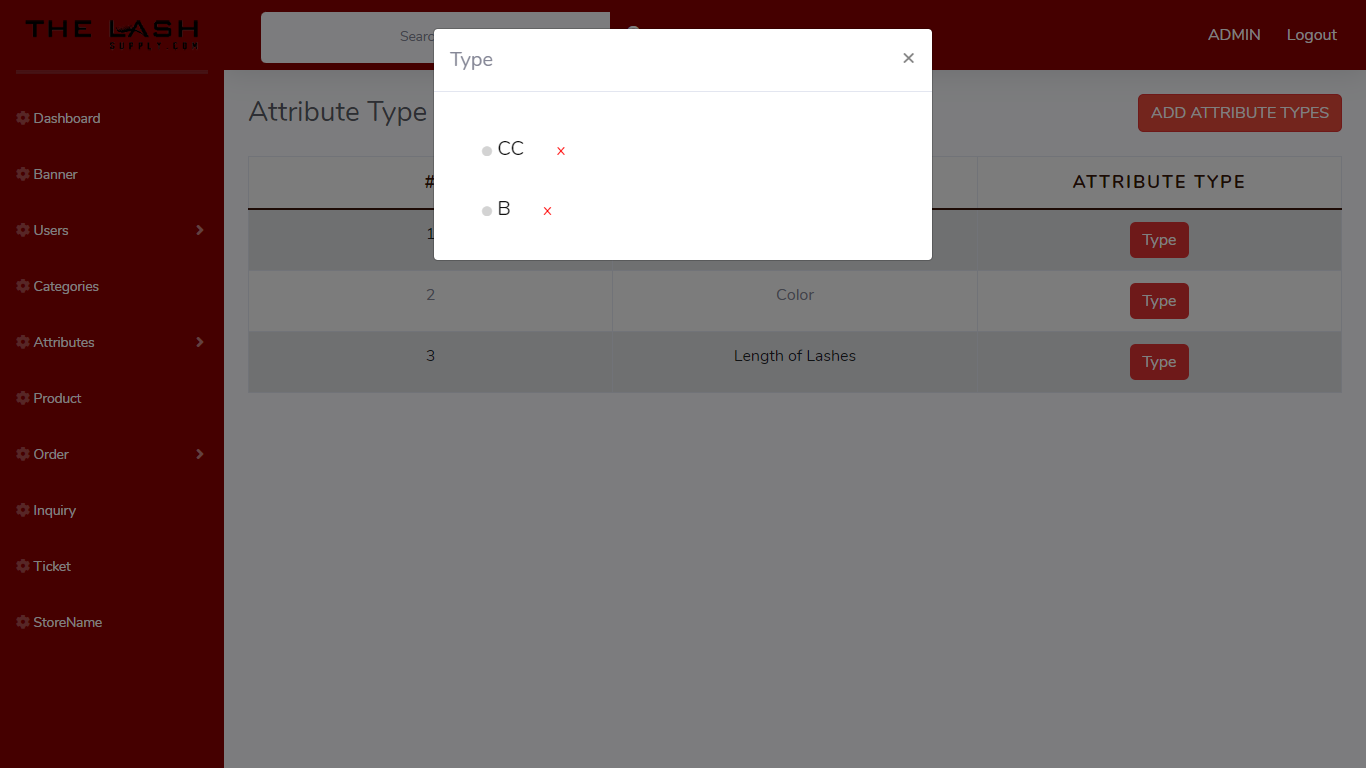 THE LASH
SUPPLY.COM
Searc
ADMIN
Logout
Type
×
CC
x
B
x
Dashboard
Banner
Users
Categories
Attributes
Product
Order
Inquiry
Ticket
StoreName
Attribute Type
ADD ATTRIBUTE TYPES
#
ATTRIBUTE TYPE
1
Type
2
Color
Type
3
Length of Lashes
Type